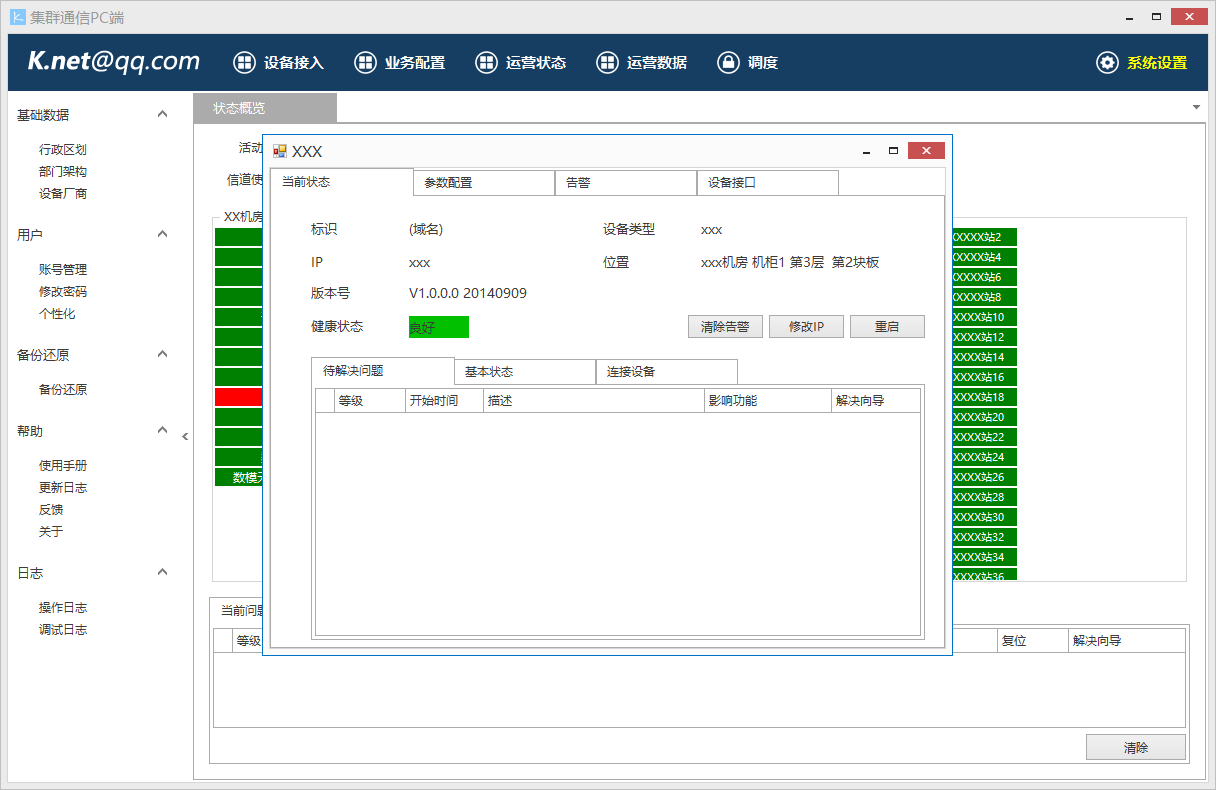 集群通信PC端
K.net@qq.com 设备接入 业务配置 运营状态 运营数据 调度 系统设置
基础数据
行政区划
部门架构
设备厂商
用户
账号管理
修改密码
个性化
备份还原
备份还原
帮助
使用手册
更新日志
反馈
关于
日志
操作日志
调试日志
状态概览
活动
信道使
XX机房
数模
XXX
当前状态 参数配置 告警 设备接口
标识 (域名) 设备类型 xxx
IP xxx 位置 xxx机房 机柜1 第3层 第2块板
版本号 V1.0.0.0 20140909
健康状态 良好 清除告警 修改IP 重启
待解决问题 基本状态 连接设备
等级 开始时间 描述 影响功能 解决向导
XXXX站2
XXXX站4
XXXX站6
XXXX站8
XXXX站10
XXXX站12
XXXX站14
XXXX站16
XXXX站18
XXXX站20
XXXX站22
XXXX站24
XXXX站26
XXXX站28
XXXX站30
XXXX站32
XXXX站34
XXXX站36
当前问题
等级 复位 解决向导
清除